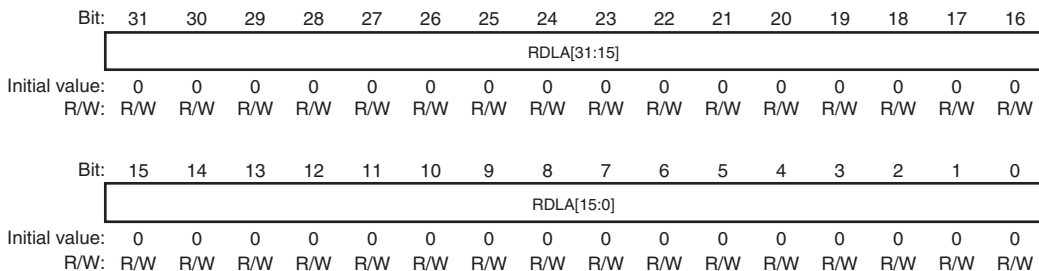 Bit: 31 30 29 28 27 26 25 24 23 22 21 20 19 18 17 16
RDLA[31:15]
Initial value: 0 0 0 0 0 0 0 0 0 0 0 0 0 0 0 0
R/W: R/W R/W R/W R/W R/W R/W R/W R/W R/W R/W R/W R/W R/W R/W R/W R/W
Bit: 15 14 13 12 11 10 9 8 7 6 5 4 3 2 1 0
RDLA[15:0]
Initial value: 0 0 0 0 0 0 0 0 0 0 0 0 0 0 0 0
R/W: R/W R/W R/W R/W R/W R/W R/W R/W R/W R/W R/W R/W R/W R/W R/W R/W